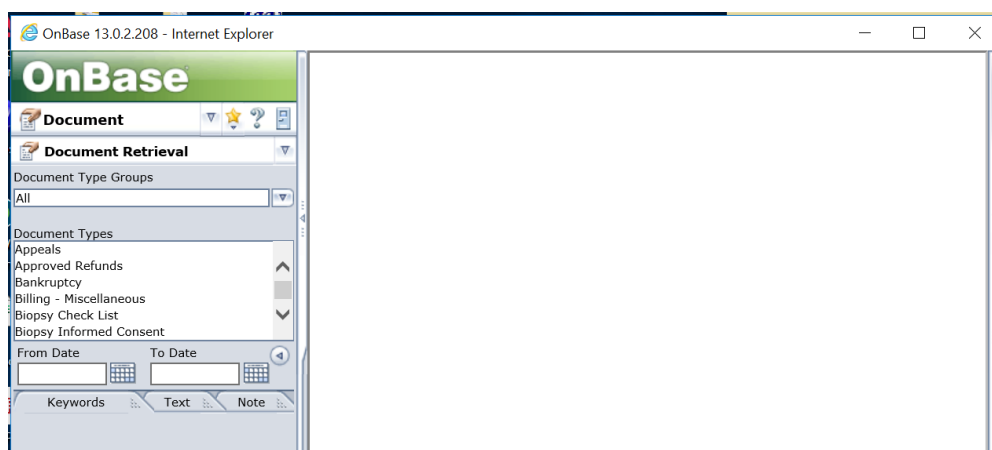 OnBase 13.0.2.208 - Internet Explorer
OnBase
Document
Document Retrieval
Document Type Groups
All
Document Types
Appeals
Approved Refunds
Bankruptcy
Billing - Miscellaneous
Biopsy Check List
Biopsy Informed Consent
From Date To Date
Keywords Text Note